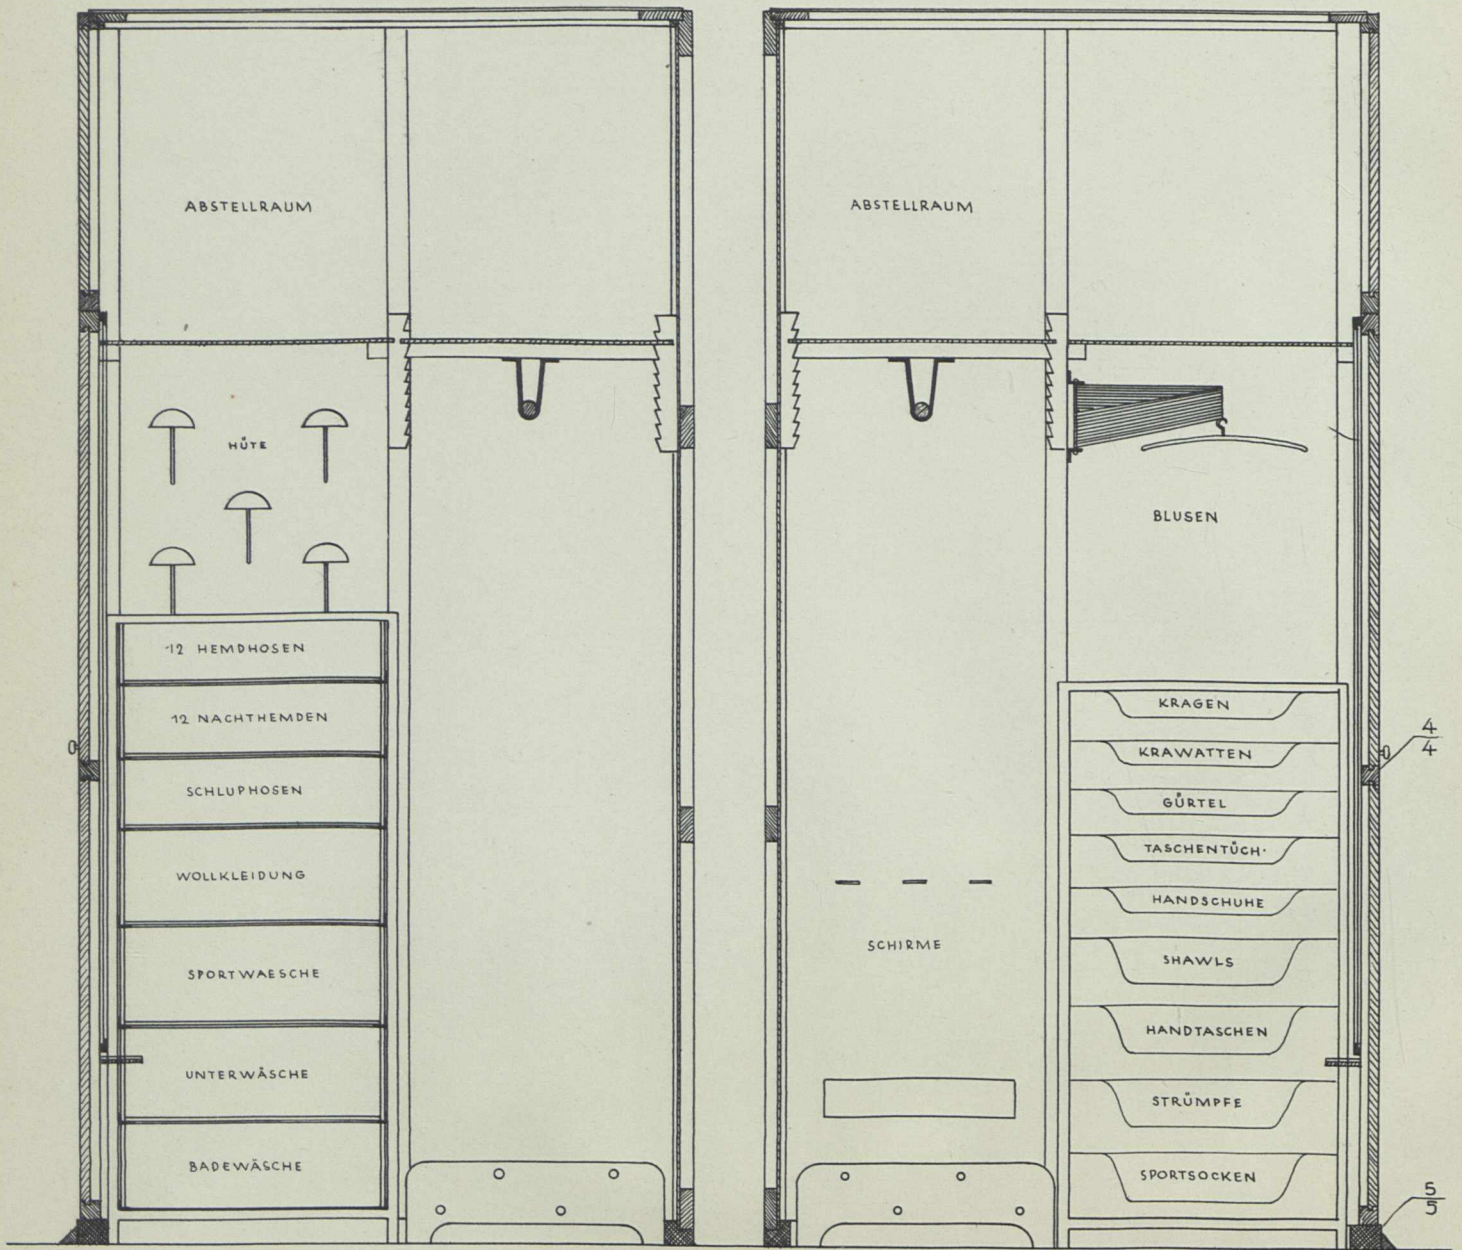 ABSTELLRAUM
HÜTE
12 HEMDHOSEN
12 NACHTHEMDEN
SCHLUPHOSEN
WOLLKLEIDUNG
SPORTWAESCHE
UNTERWÄSCHE
BADEWÄSCHE
ABSTELLRAUM
BLUSEN
SCHIRME
KRAGEN
KRAWATTEN
GÜRTEL
TASCHENTÜCH·
HANDSCHUHE
SHAWLS
HANDTASCHEN
STRÜMPFE
SPORTSOCKEN
4
4
5
5